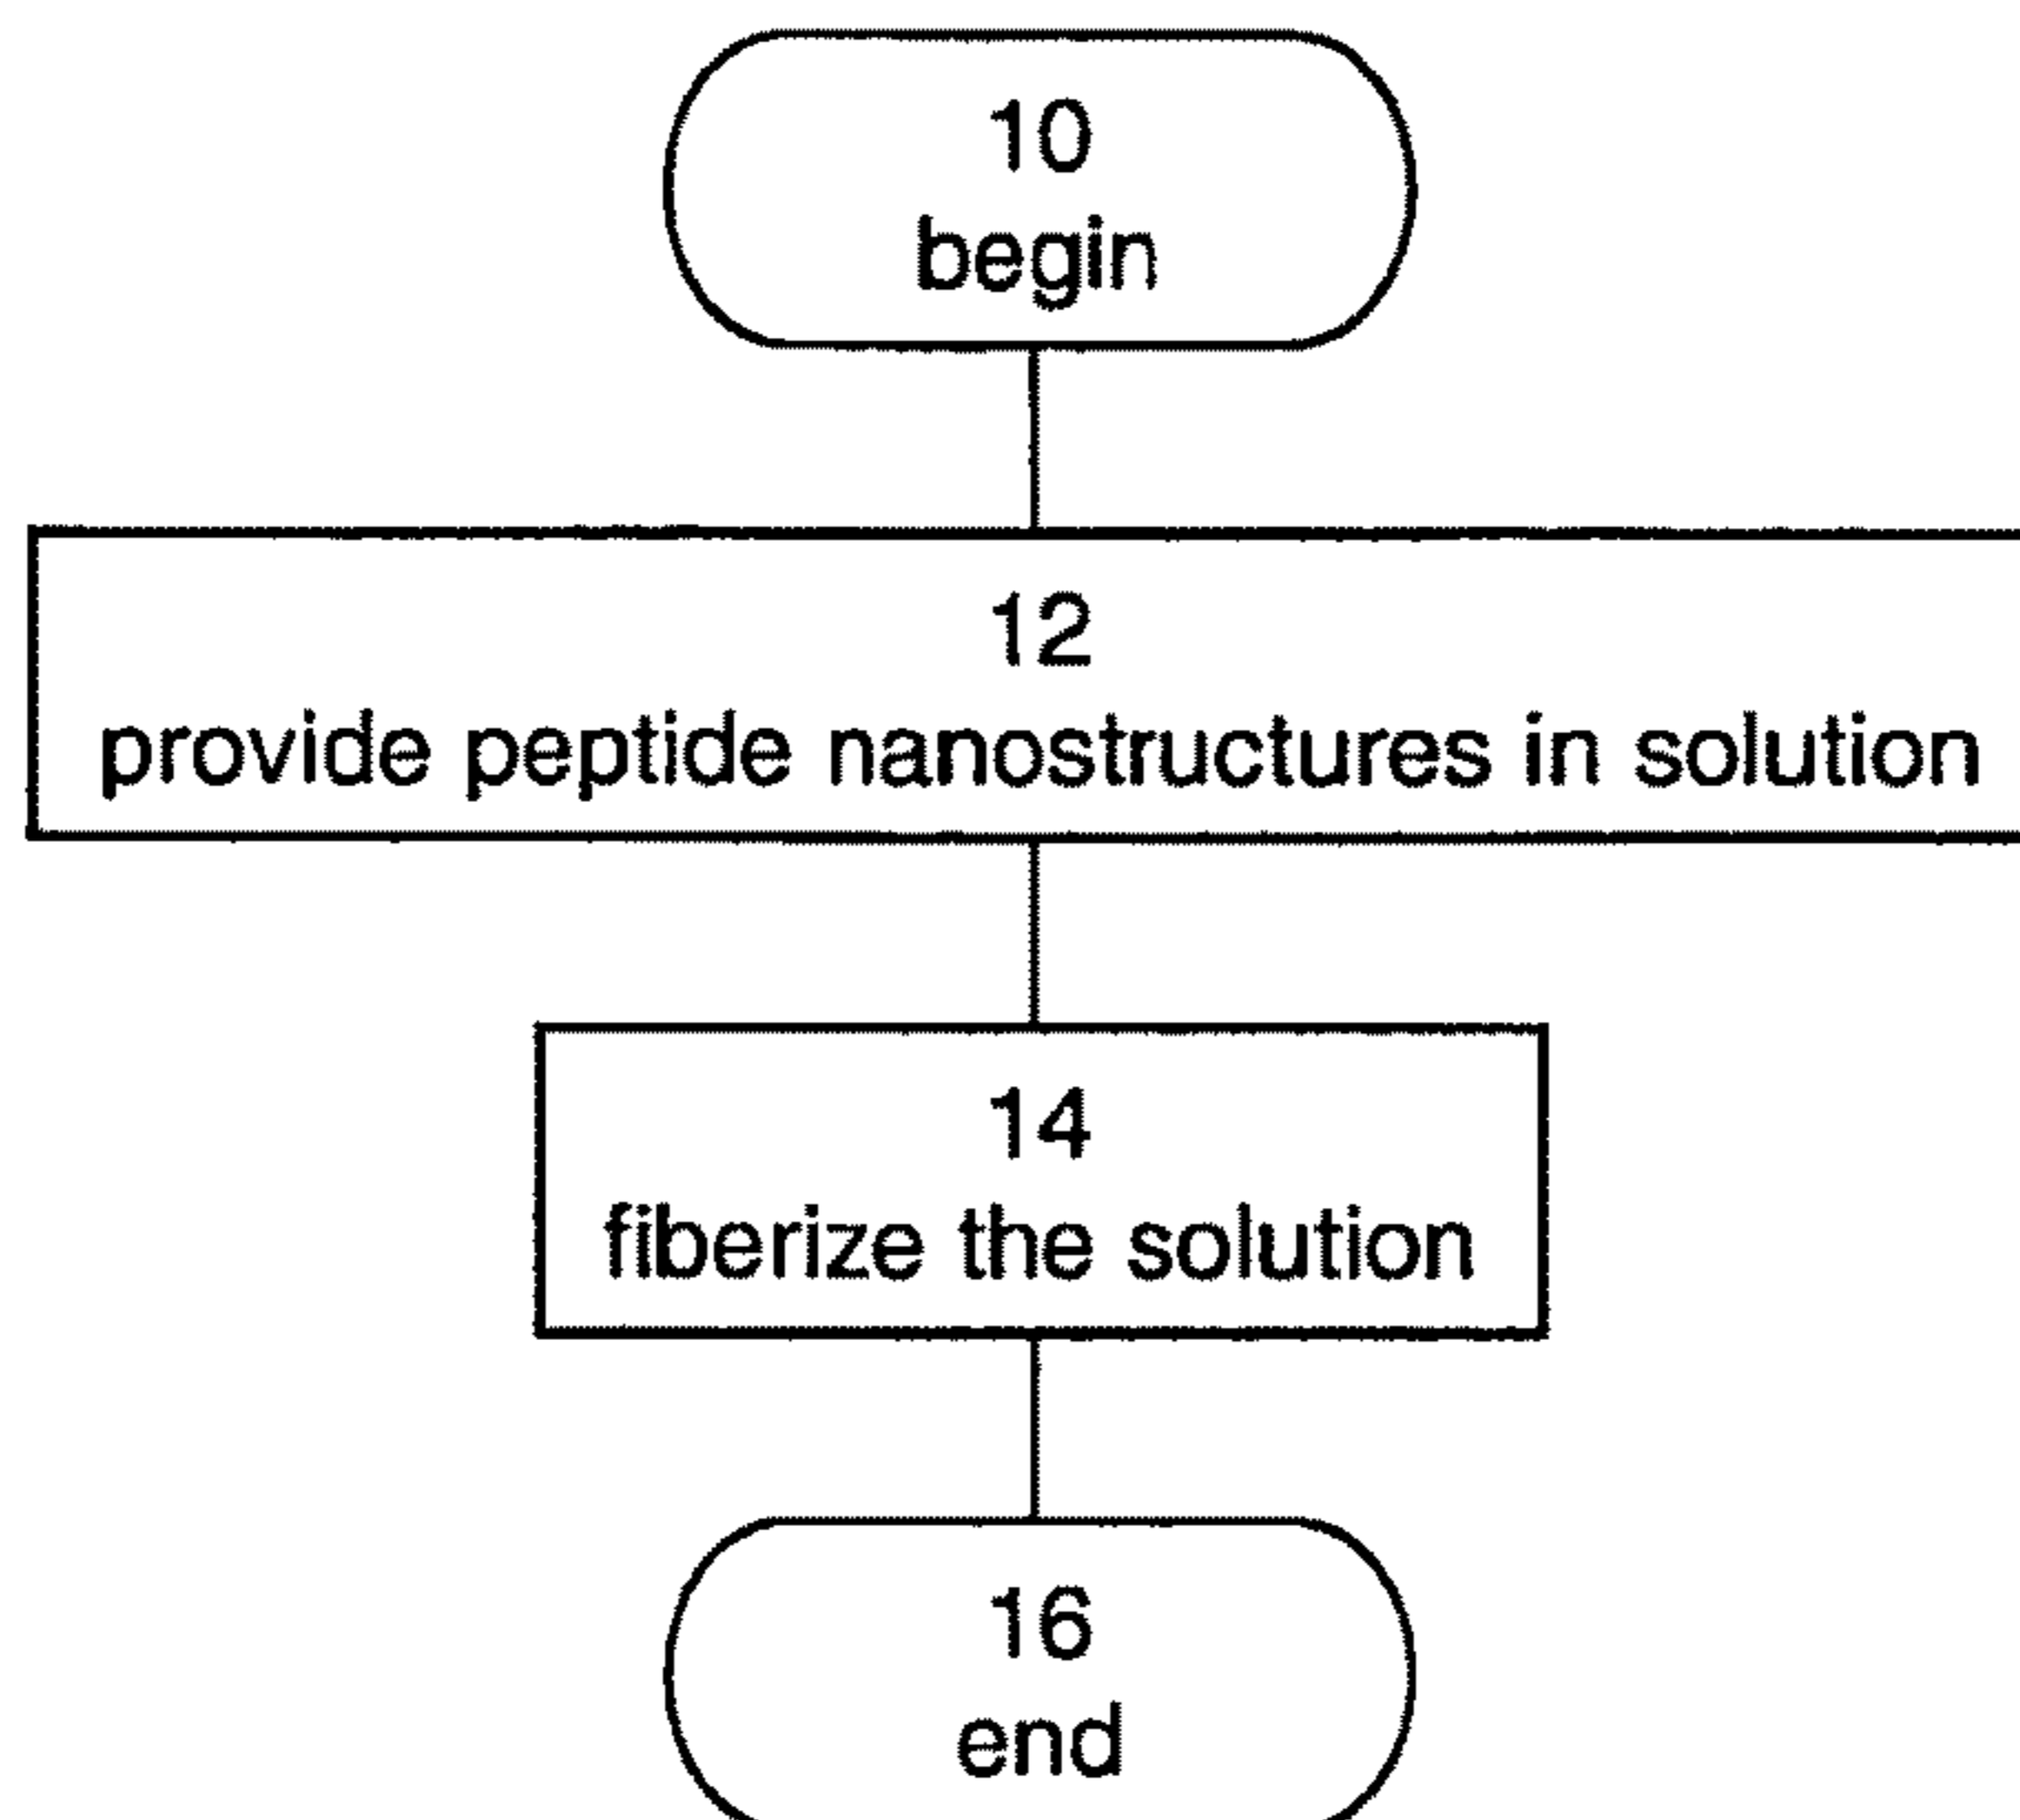 10
begin
12
provide peptide nanostructures in solution
14
fiberize the solution
16
end